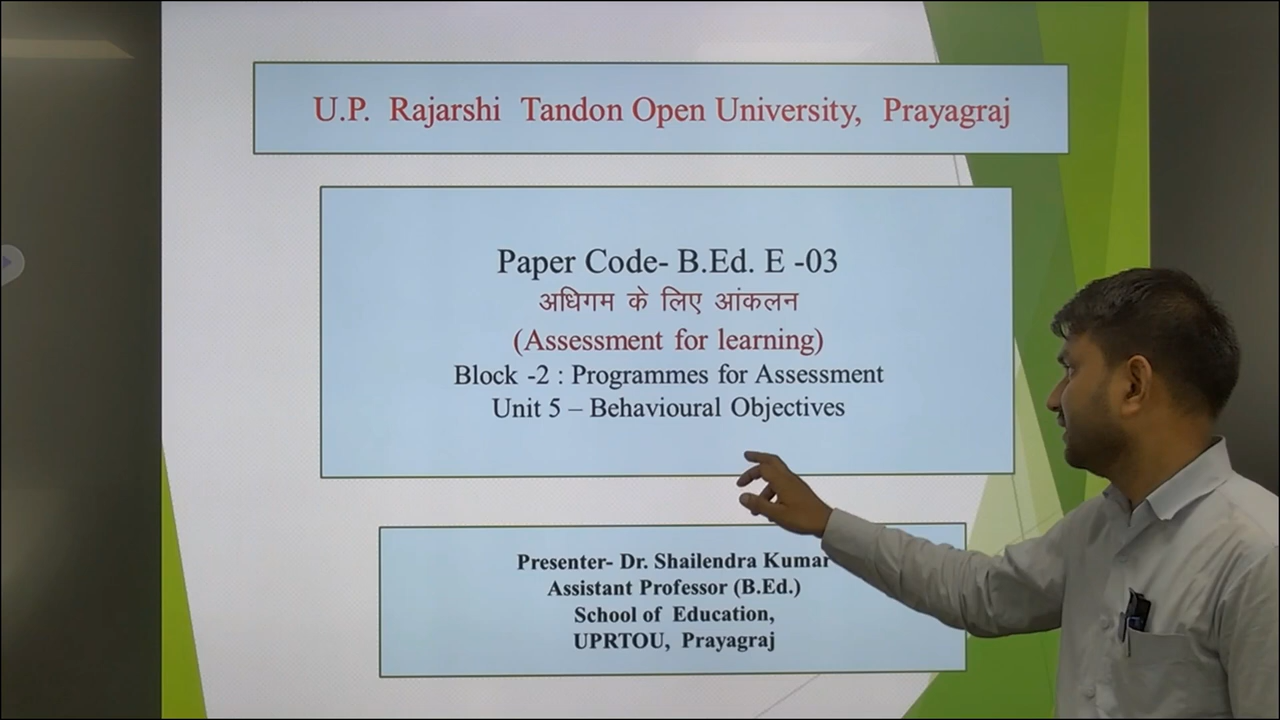 U.P. Rajarshi Tandon Open University, Prayagraj
Paper Code- B.Ed. E -03
अधिगम के लिए आंकलन
(Assessment for learning)
Block -2 : Programmes for Assessment
Unit 5 – Behavioural Objectives
Presenter- Dr. Shailendra Kumar
Assistant Professor (B.Ed.)
School of Education,
UPRTOU, Prayagraj